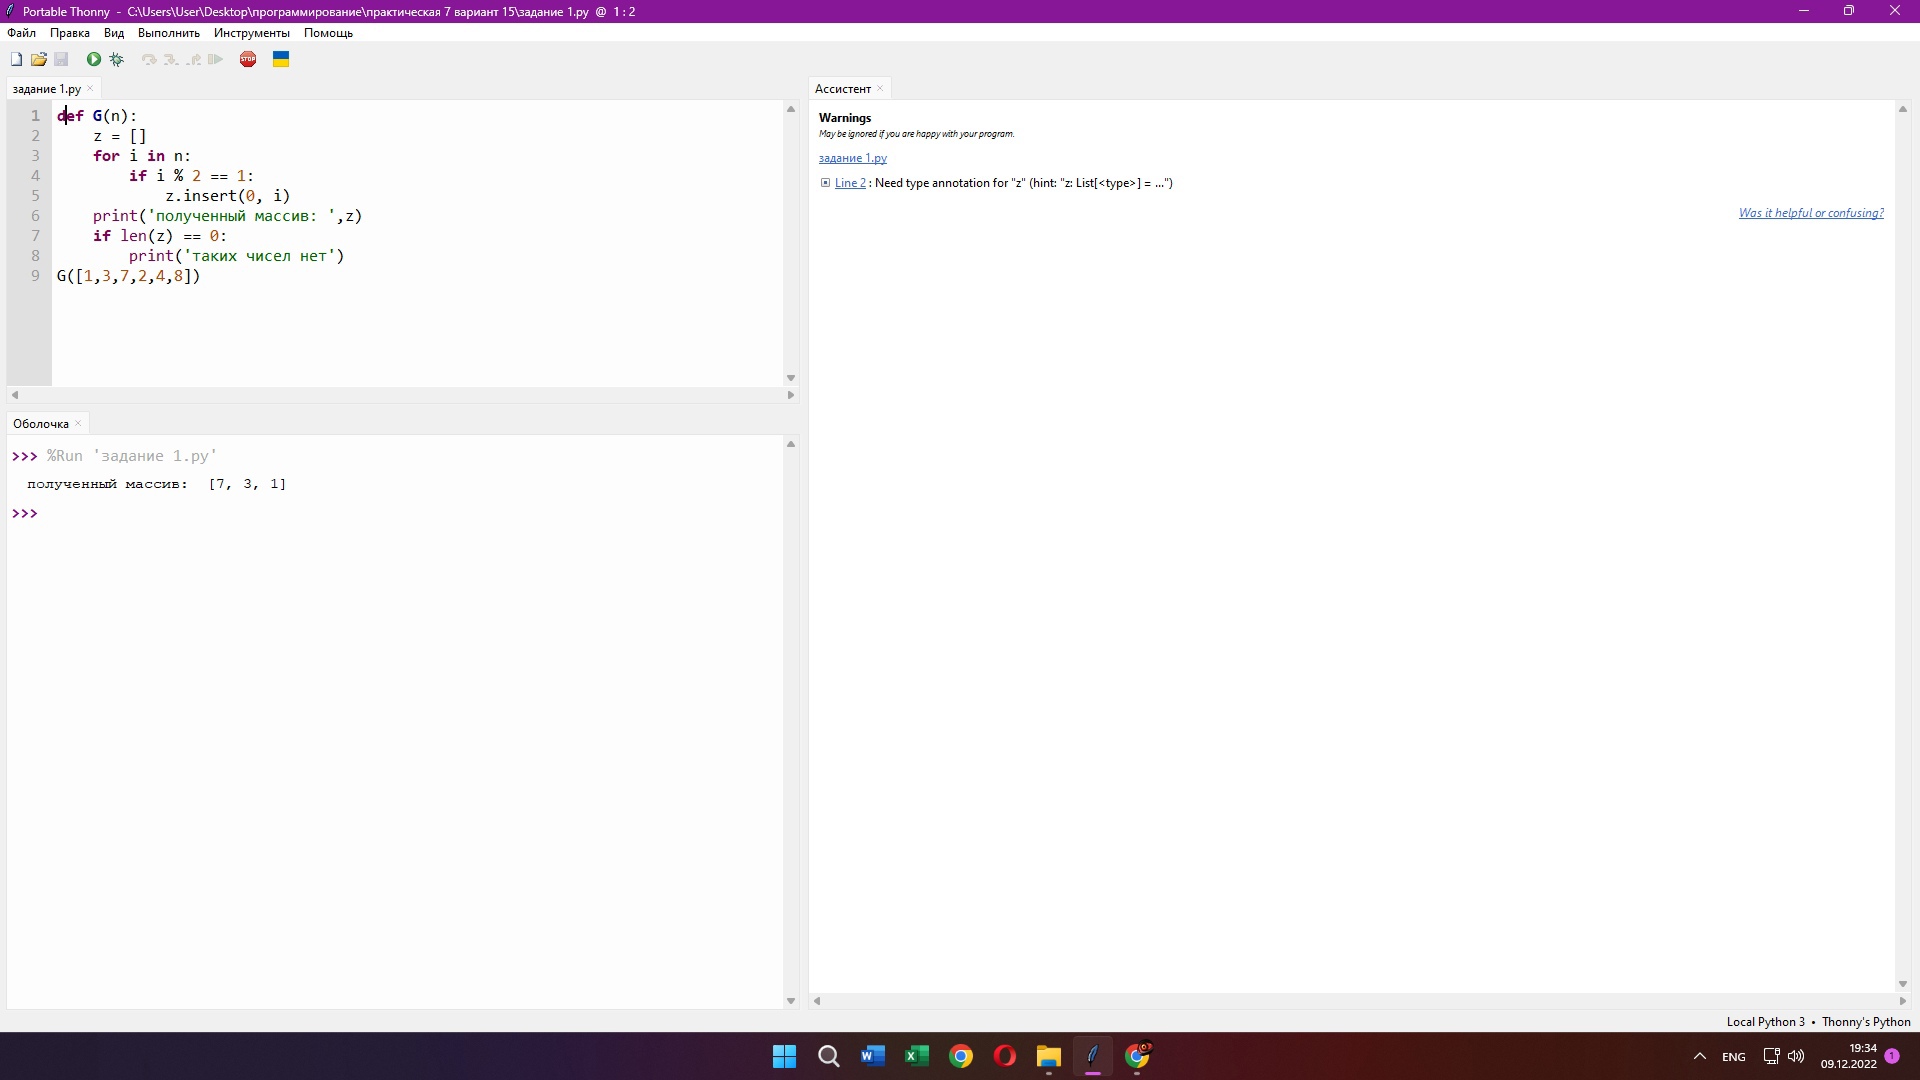 Portable Thonny - C:\Users\User\Desktop\программирование\практическая 7 вариант 15\задание 1.py @ 1 : 2
Файл Правка Вид Выполнить Инструменты Помощь
STOP
задание 1.py ×
1 def G(n):
2     z = []
3     for i in n:
4         if i % 2 == 1:
5             z.insert(0, i)
6     print('полученный массив: ',z)
7     if len(z) == 0:
8         print('таких чисел нет')
9 G([1,3,7,2,4,8])
Оболочка ×
>>> %Run 'задание 1.py'
полученный массив:  [7, 3, 1]
>>>
Ассистент ×
Warnings
May be ignored if you are happy with your program.
задание 1.py
Line 2 : Need type annotation for "z" (hint: "z: List[<type>] = ...")
Was it helpful or confusing?
Local Python 3 • Thonny's Python
ENG
19:34
09.12.2022
1